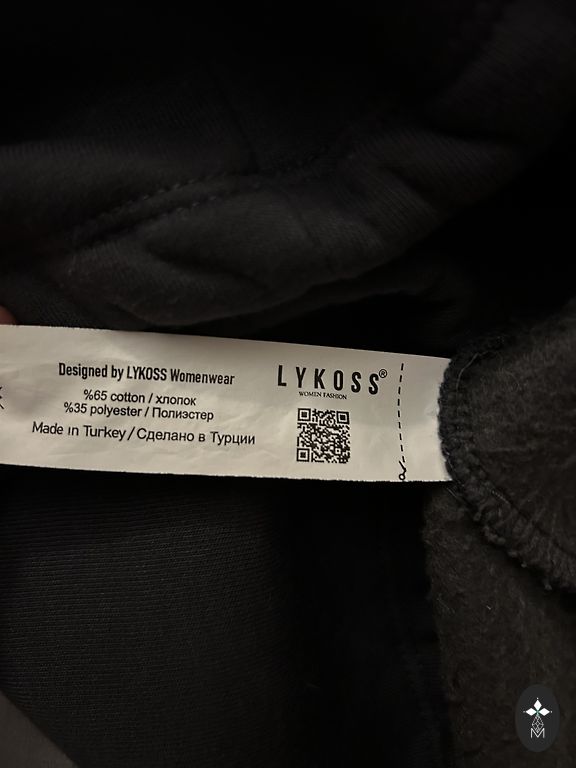 Designed by LYKOSS Womenwear
%65 cotton / хлопок
%35 polyester / Полиэстер
Made in Turkey / Сделано в Турции
LYKOSS®
WOMEN FASHION
M